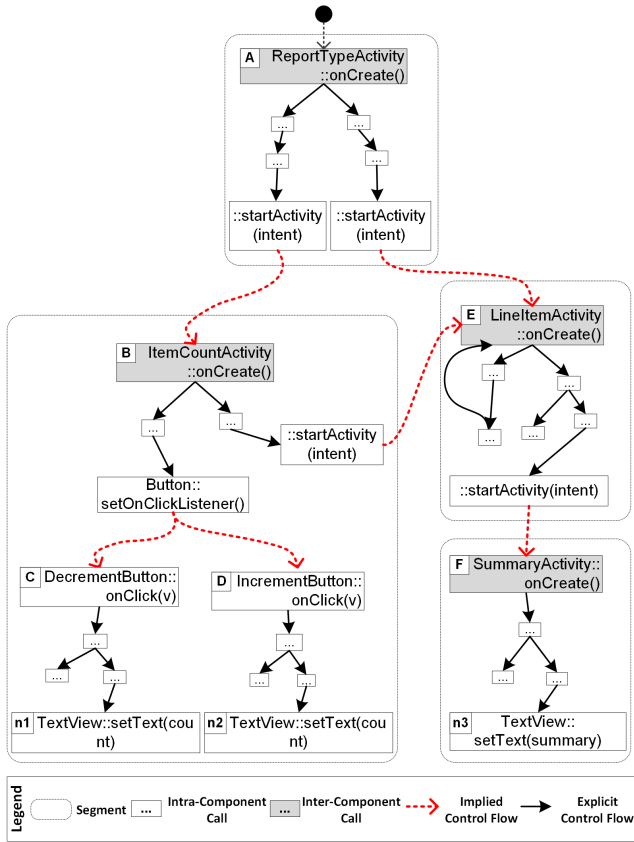 A
ReportTypeActivity
::onCreate()
...
...
...
...
::startActivity
(intent)
::startActivity
(intent)
E
LineItemActivity
::onCreate()
...
...
...
...
...
::startActivity(intent)
B
ItemCountActivity
::onCreate()
...
...
::startActivity
(intent)
Button::
setOnClickListener()
C
DecrementButton::
onClick(v)
...
...
...
n1
TextView::setText(cou
nt)
D
IncrementButton::
onClick(v)
...
...
...
n2
TextView::setText(cou
nt)
F
SummaryActivity::
onCreate()
...
...
...
n3
TextView::
setText(summary)
Legend
Segment
...
Intra-Component
Call
...
Inter-Component
Call
Implied
Control Flow
Explicit
Control Flow